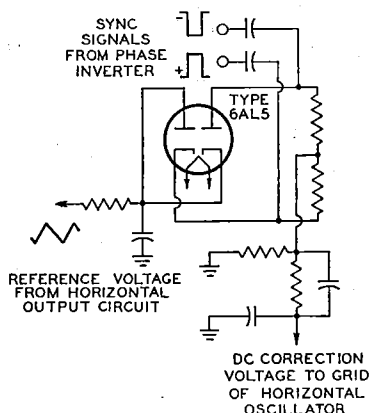 SYNC
SIGNALS
FROM PHASE
INVERTER
−
+
TYPE
6AL5
REFERENCE VOLTAGE
FROM HORIZONTAL
OUTPUT CIRCUIT
DC CORRECTION
VOLTAGE TO GRID
OF HORIZONTAL
OSCILLATOR